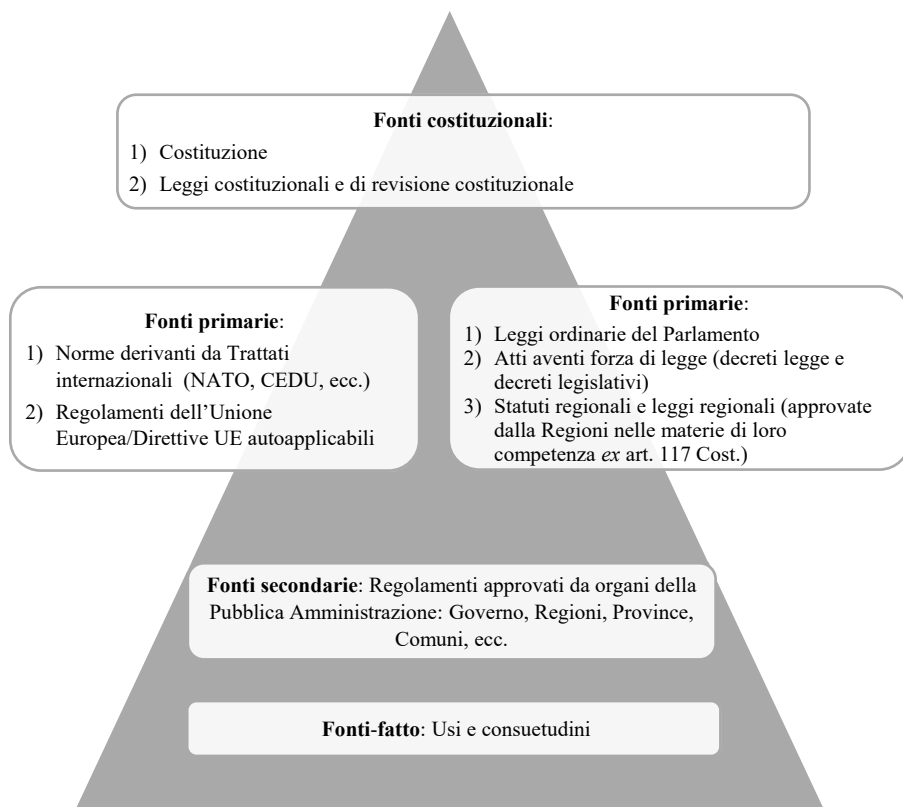 Fonti costituzionali:
1) Costituzione
2) Leggi costituzionali e di revisione costituzionale
Fonti primarie:
1) Norme derivanti da Trattati
internazionali (NATO, CEDU, ecc.)
2) Regolamenti dell’Unione
Europea/Direttive UE autoapplicabili
Fonti primarie:
1) Leggi ordinarie del Parlamento
2) Atti aventi forza di legge (decreti legge e
decreti legislativi)
3) Statuti regionali e leggi regionali (approvate
dalla Regioni nelle materie di loro
competenza ex art. 117 Cost.)
Fonti secondarie: Regolamenti approvati da organi della
Pubblica Amministrazione: Governo, Regioni, Province,
Comuni, ecc.
Fonti-fatto: Usi e consuetudini